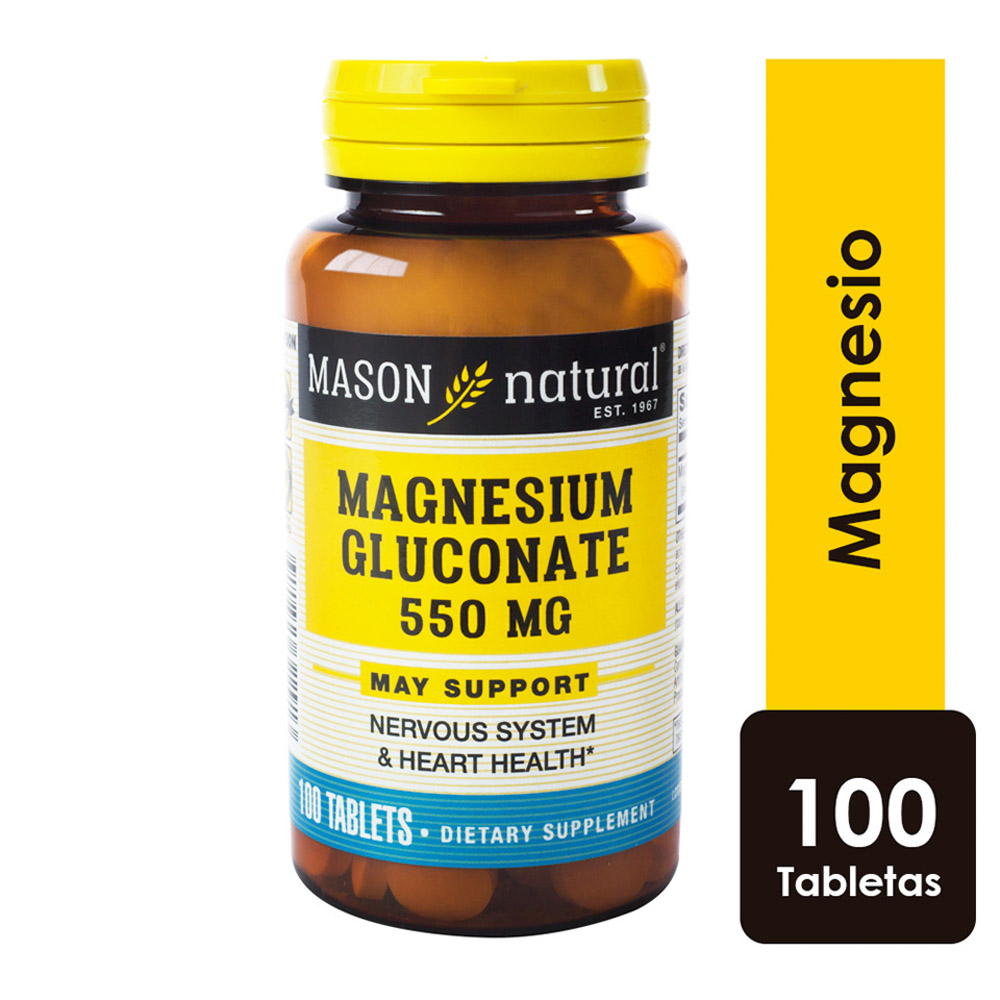 MASON natural®
EST. 1967
MAGNESIUM
GLUCONATE
550 MG
MAY SUPPORT
NERVOUS SYSTEM
& HEART HEALTH*
100 TABLETS • DIETARY SUPPLEMENT
Magnesio
100
Tabletas